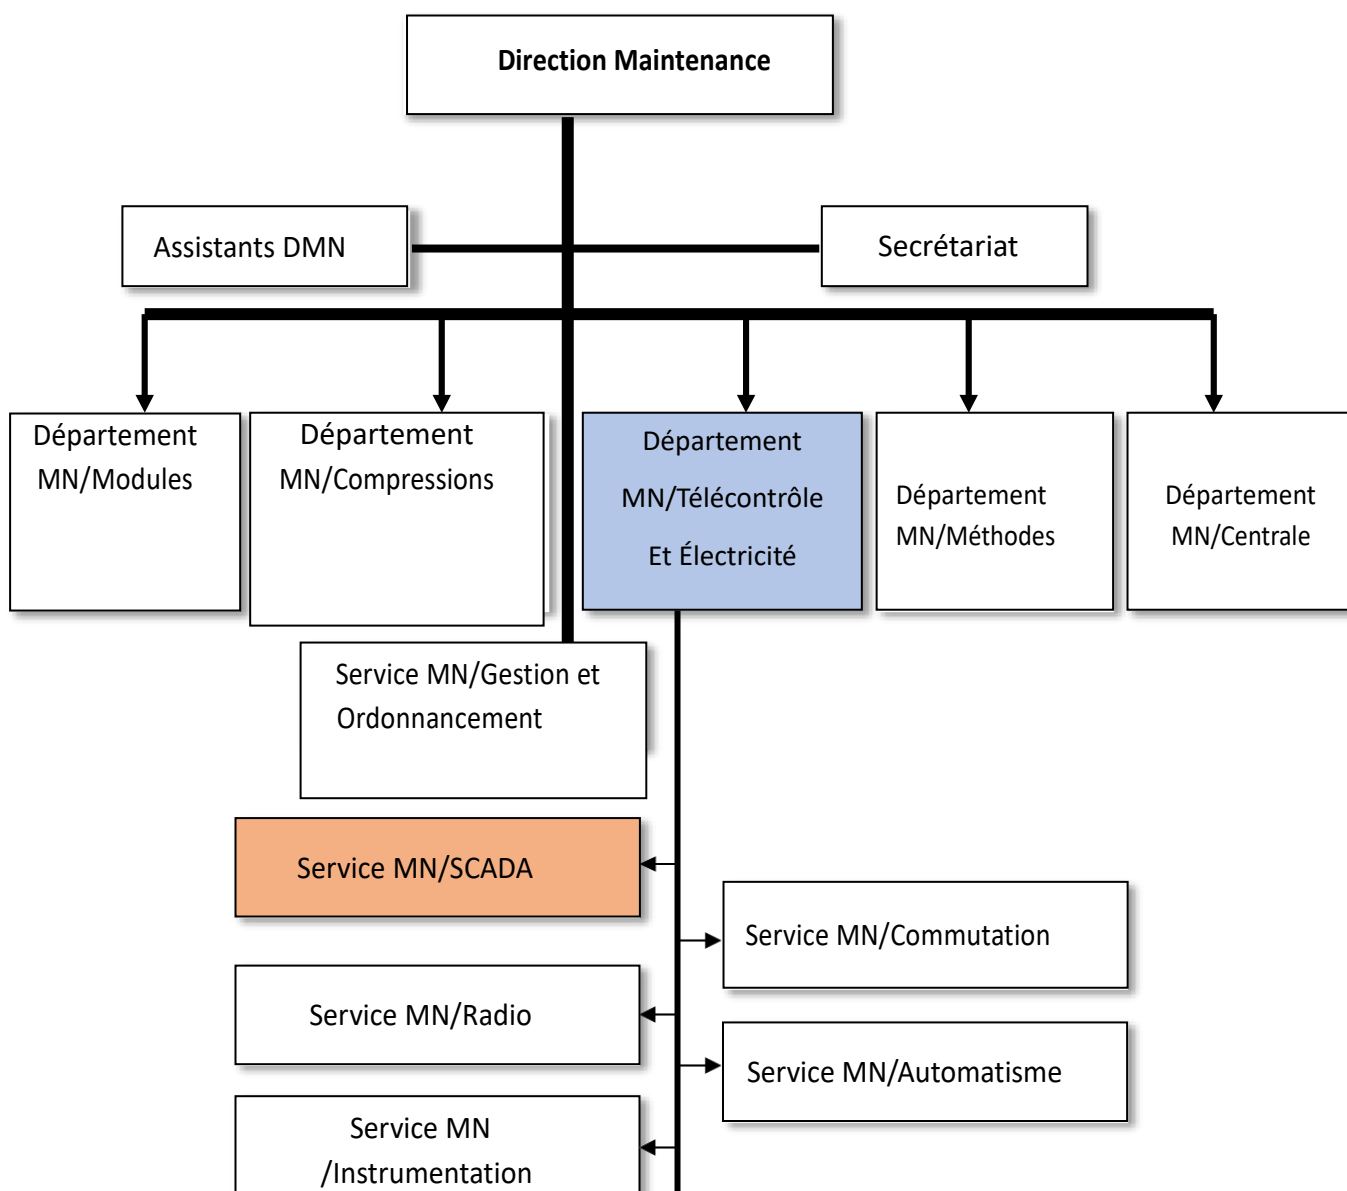 Direction Maintenance
Assistants DMN
Secrétariat
Département
MN/Modules
Département
MN/Compressions
Département
MN/Télécontrôle
Et Électricité
Département
MN/Méthodes
Département
MN/Centrale
Service MN/Gestion et
Ordonnancement
Service MN/SCADA
Service MN/Commutation
Service MN/Radio
Service MN/Automatisme
Service MN
/Instrumentation